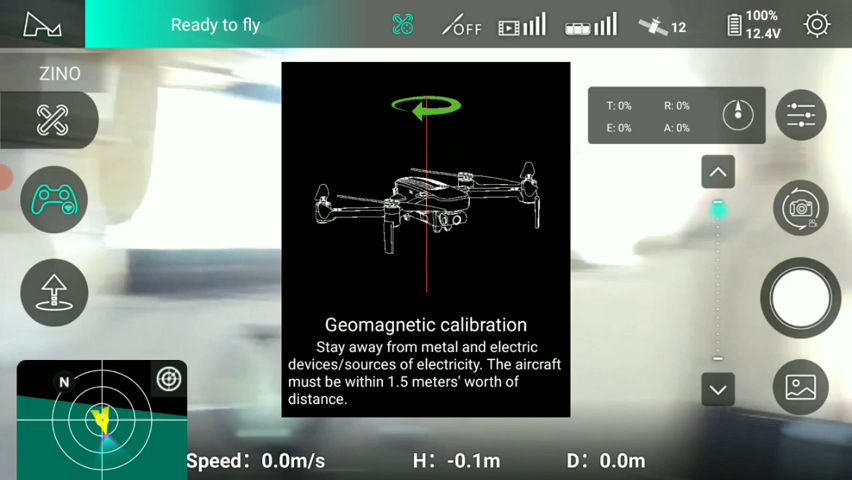 Ready to fly
OFF
12
100%
12.4V
ZINO
T: 0%
R: 0%
E: 0%
A: 0%
Geomagnetic calibration
Stay away from metal and electric
devices/sources of electricity. The aircraft
must be within 1.5 meters' worth of
distance.
N
Speed: 0.0m/s
H: -0.1m
D: 0.0m